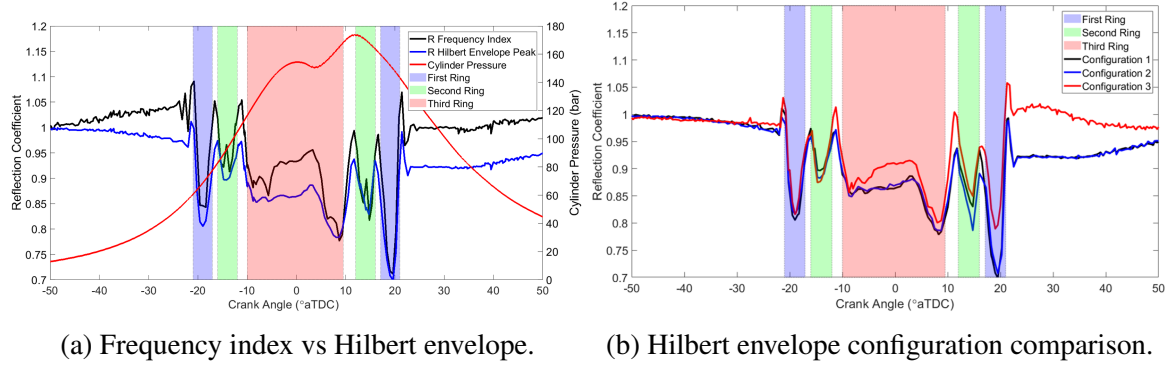 1.2
1.15
1.1
1.05
1
0.95
0.9
0.85
0.8
0.75
0.7
Reflection Coefficient
-50 -40 -30 -20 -10 0 10 20 30 40 50
Crank Angle (°aTDC)
180
160
140
120
100
80
60
40
20
0
Cylinder Pressure (bar)
R Frequency Index
R Hilbert Envelope Peak
Cylinder Pressure
First Ring
Second Ring
Third Ring
(a) Frequency index vs Hilbert envelope.
1.2
1.15
1.1
1.05
1
0.95
0.9
0.85
0.8
0.75
0.7
Reflection Coefficient
-50 -40 -30 -20 -10 0 10 20 30 40 50
Crank Angle (°aTDC)
First Ring
Second Ring
Third Ring
Configuration 1
Configuration 2
Configuration 3
(b) Hilbert envelope configuration comparison.